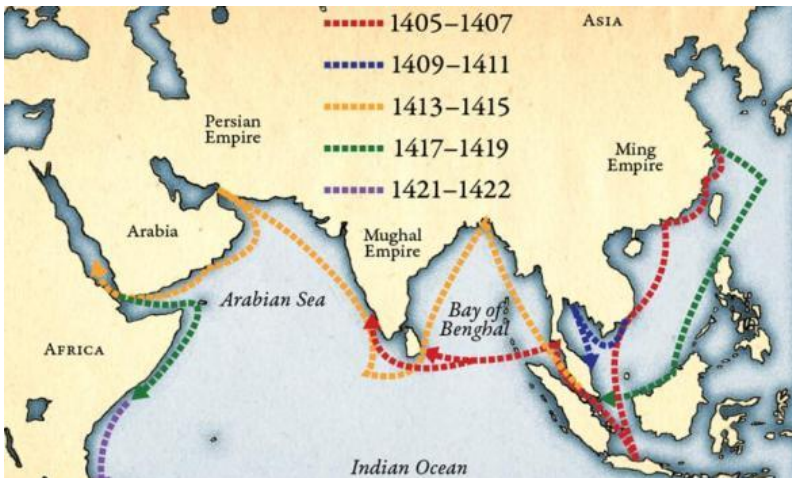 1405–1407
ASIA
1409–1411
1413–1415
Persian
Empire
1417–1419
Ming
Empire
1421–1422
Arabia
Mughal
Empire
Arabian Sea
Bay of
Benghal
AFRICA
Indian Ocean